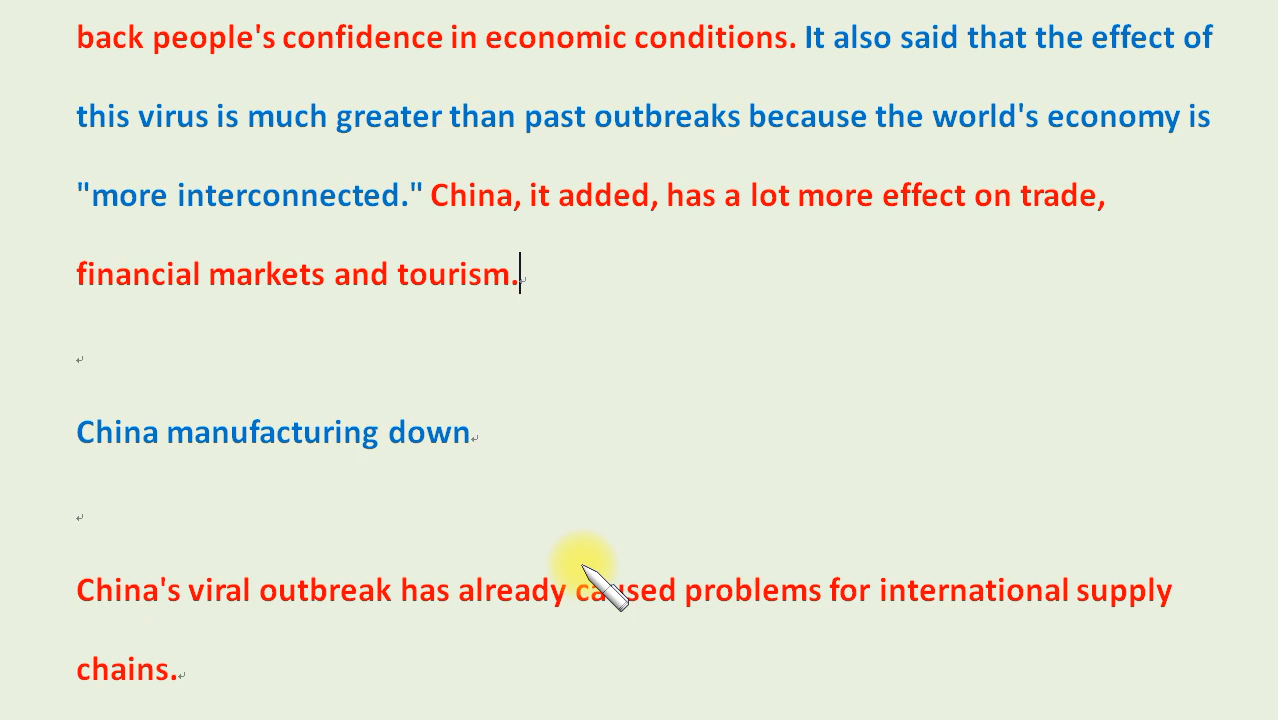 back people's confidence in economic conditions. It also said that the effect of
this virus is much greater than past outbreaks because the world's economy is
"more interconnected." China, it added, has a lot more effect on trade,
financial markets and tourism.
China manufacturing down
China's viral outbreak has already caused problems for international supply
chains.